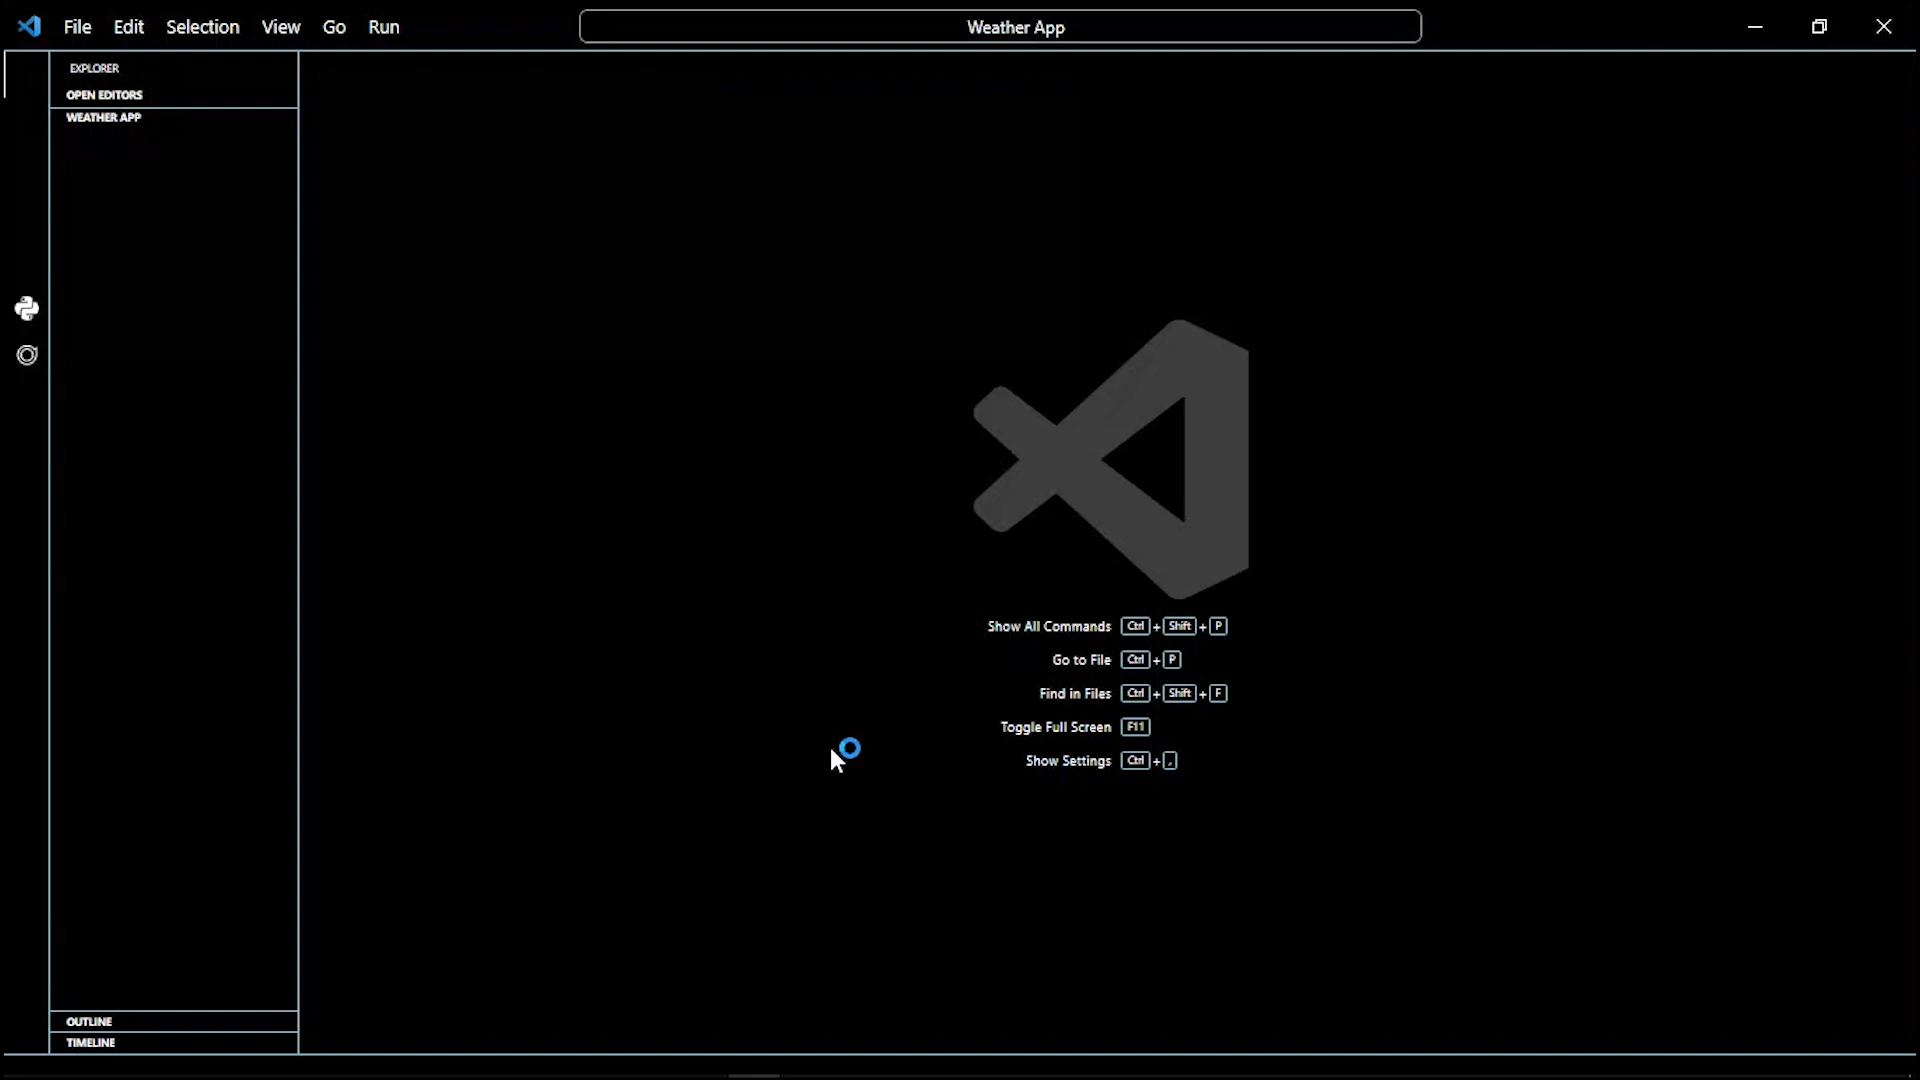 File Edit Selection View Go Run
Weather App
EXPLORER
OPEN EDITORS
WEATHER APP
Show All Commands Ctrl + Shift + P
Go to File Ctrl + P
Find in Files Ctrl + Shift + F
Toggle Full Screen F11
Show Settings Ctrl + ,
OUTLINE
TIMELINE